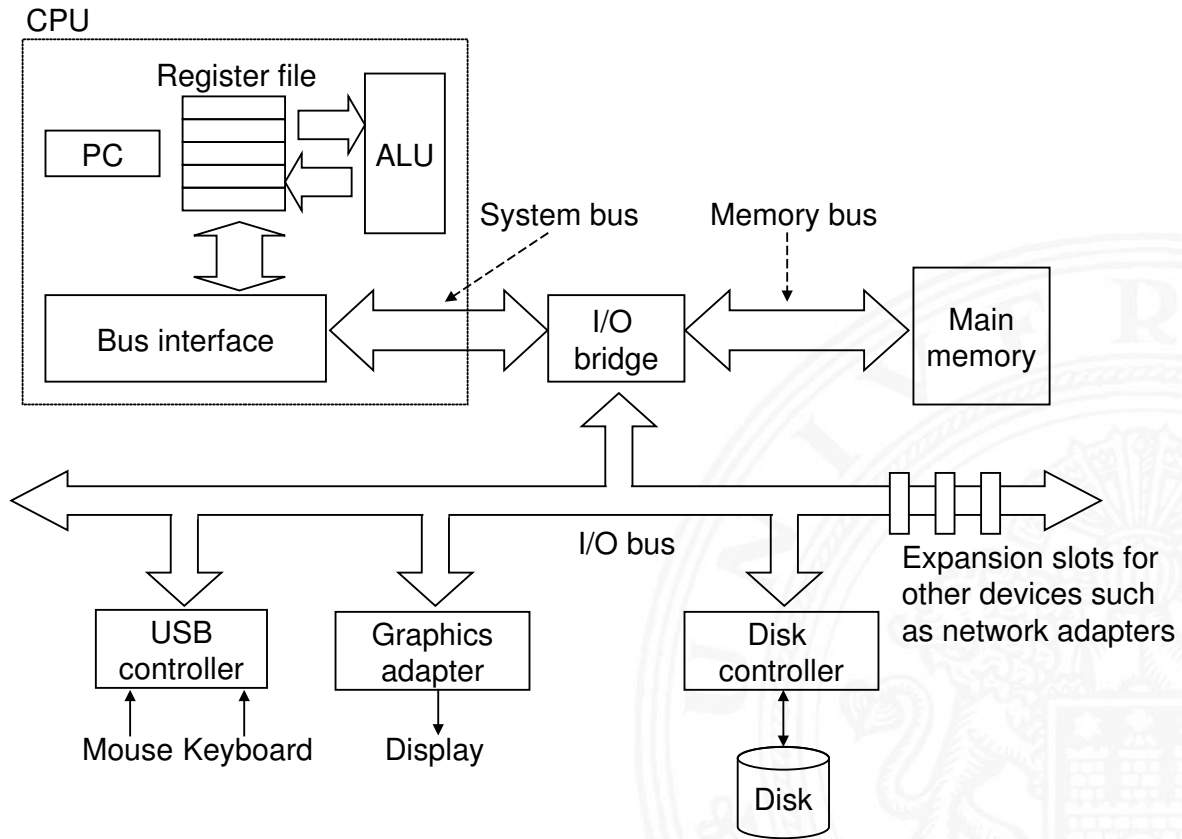 CPU
Register file
PC
ALU
System bus
Memory bus
Bus interface
I/O
bridge
Main
memory
I/O bus
Expansion slots for
other devices such
as network adapters
USB
controller
Graphics
adapter
Disk
controller
Mouse Keyboard
Display
Disk